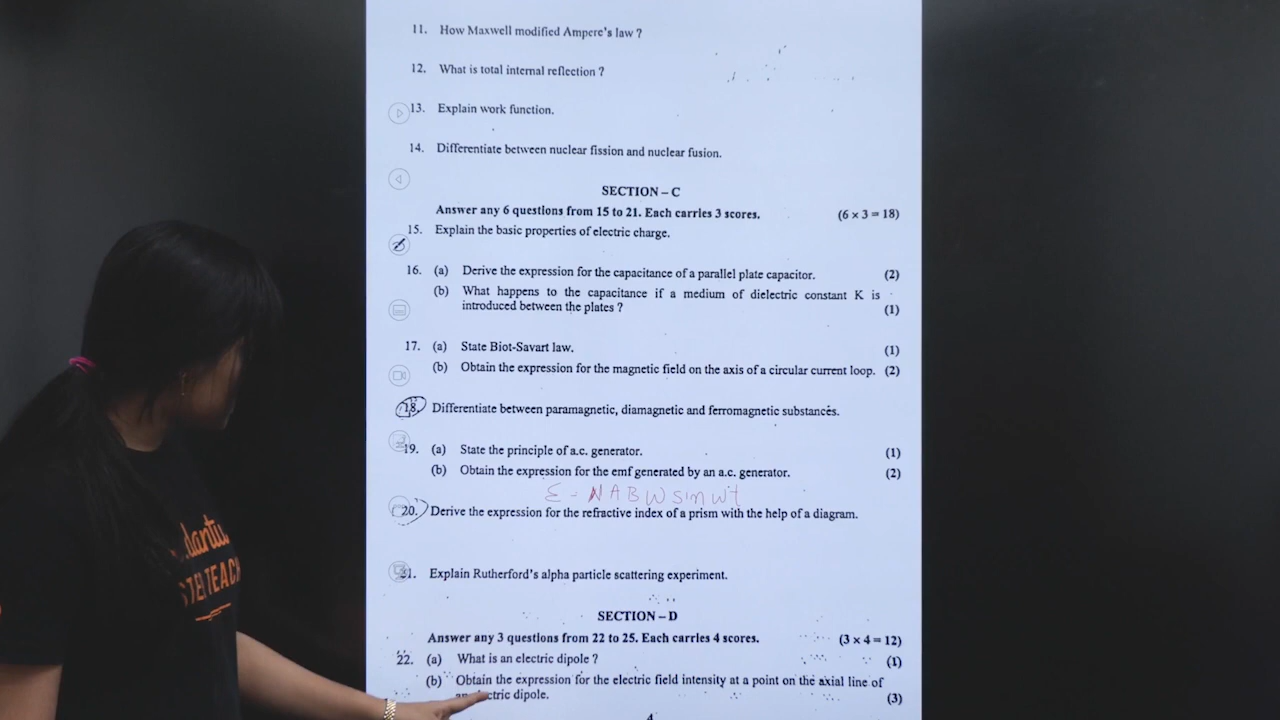 11. How Maxwell modified Ampere's law ?
12. What is total internal reflection ?
13. Explain work function.
14. Differentiate between nuclear fission and nuclear fusion.
SECTION – C
Answer any 6 questions from 15 to 21. Each carries 3 scores. (6 × 3 = 18)
15. Explain the basic properties of electric charge.
16. (a) Derive the expression for the capacitance of a parallel plate capacitor. (2)
(b) What happens to the capacitance if a medium of dielectric constant K is
introduced between the plates ? (1)
17. (a) State Biot-Savart law. (1)
(b) Obtain the expression for the magnetic field on the axis of a circular current loop. (2)
18. Differentiate between paramagnetic, diamagnetic and ferromagnetic substances.
19. (a) State the principle of a.c. generator. (1)
(b) Obtain the expression for the emf generated by an a.c. generator. (2)
ε - NABWsinwt
20. Derive the expression for the refractive index of a prism with the help of a diagram.
21. Explain Rutherford's alpha particle scattering experiment.
SECTION – D
Answer any 3 questions from 22 to 25. Each carries 4 scores. (3 × 4 = 12)
22. (a) What is an electric dipole ? (1)
(b) Obtain the expression for the electric field intensity at a point on the axial line of
dipole. (3)